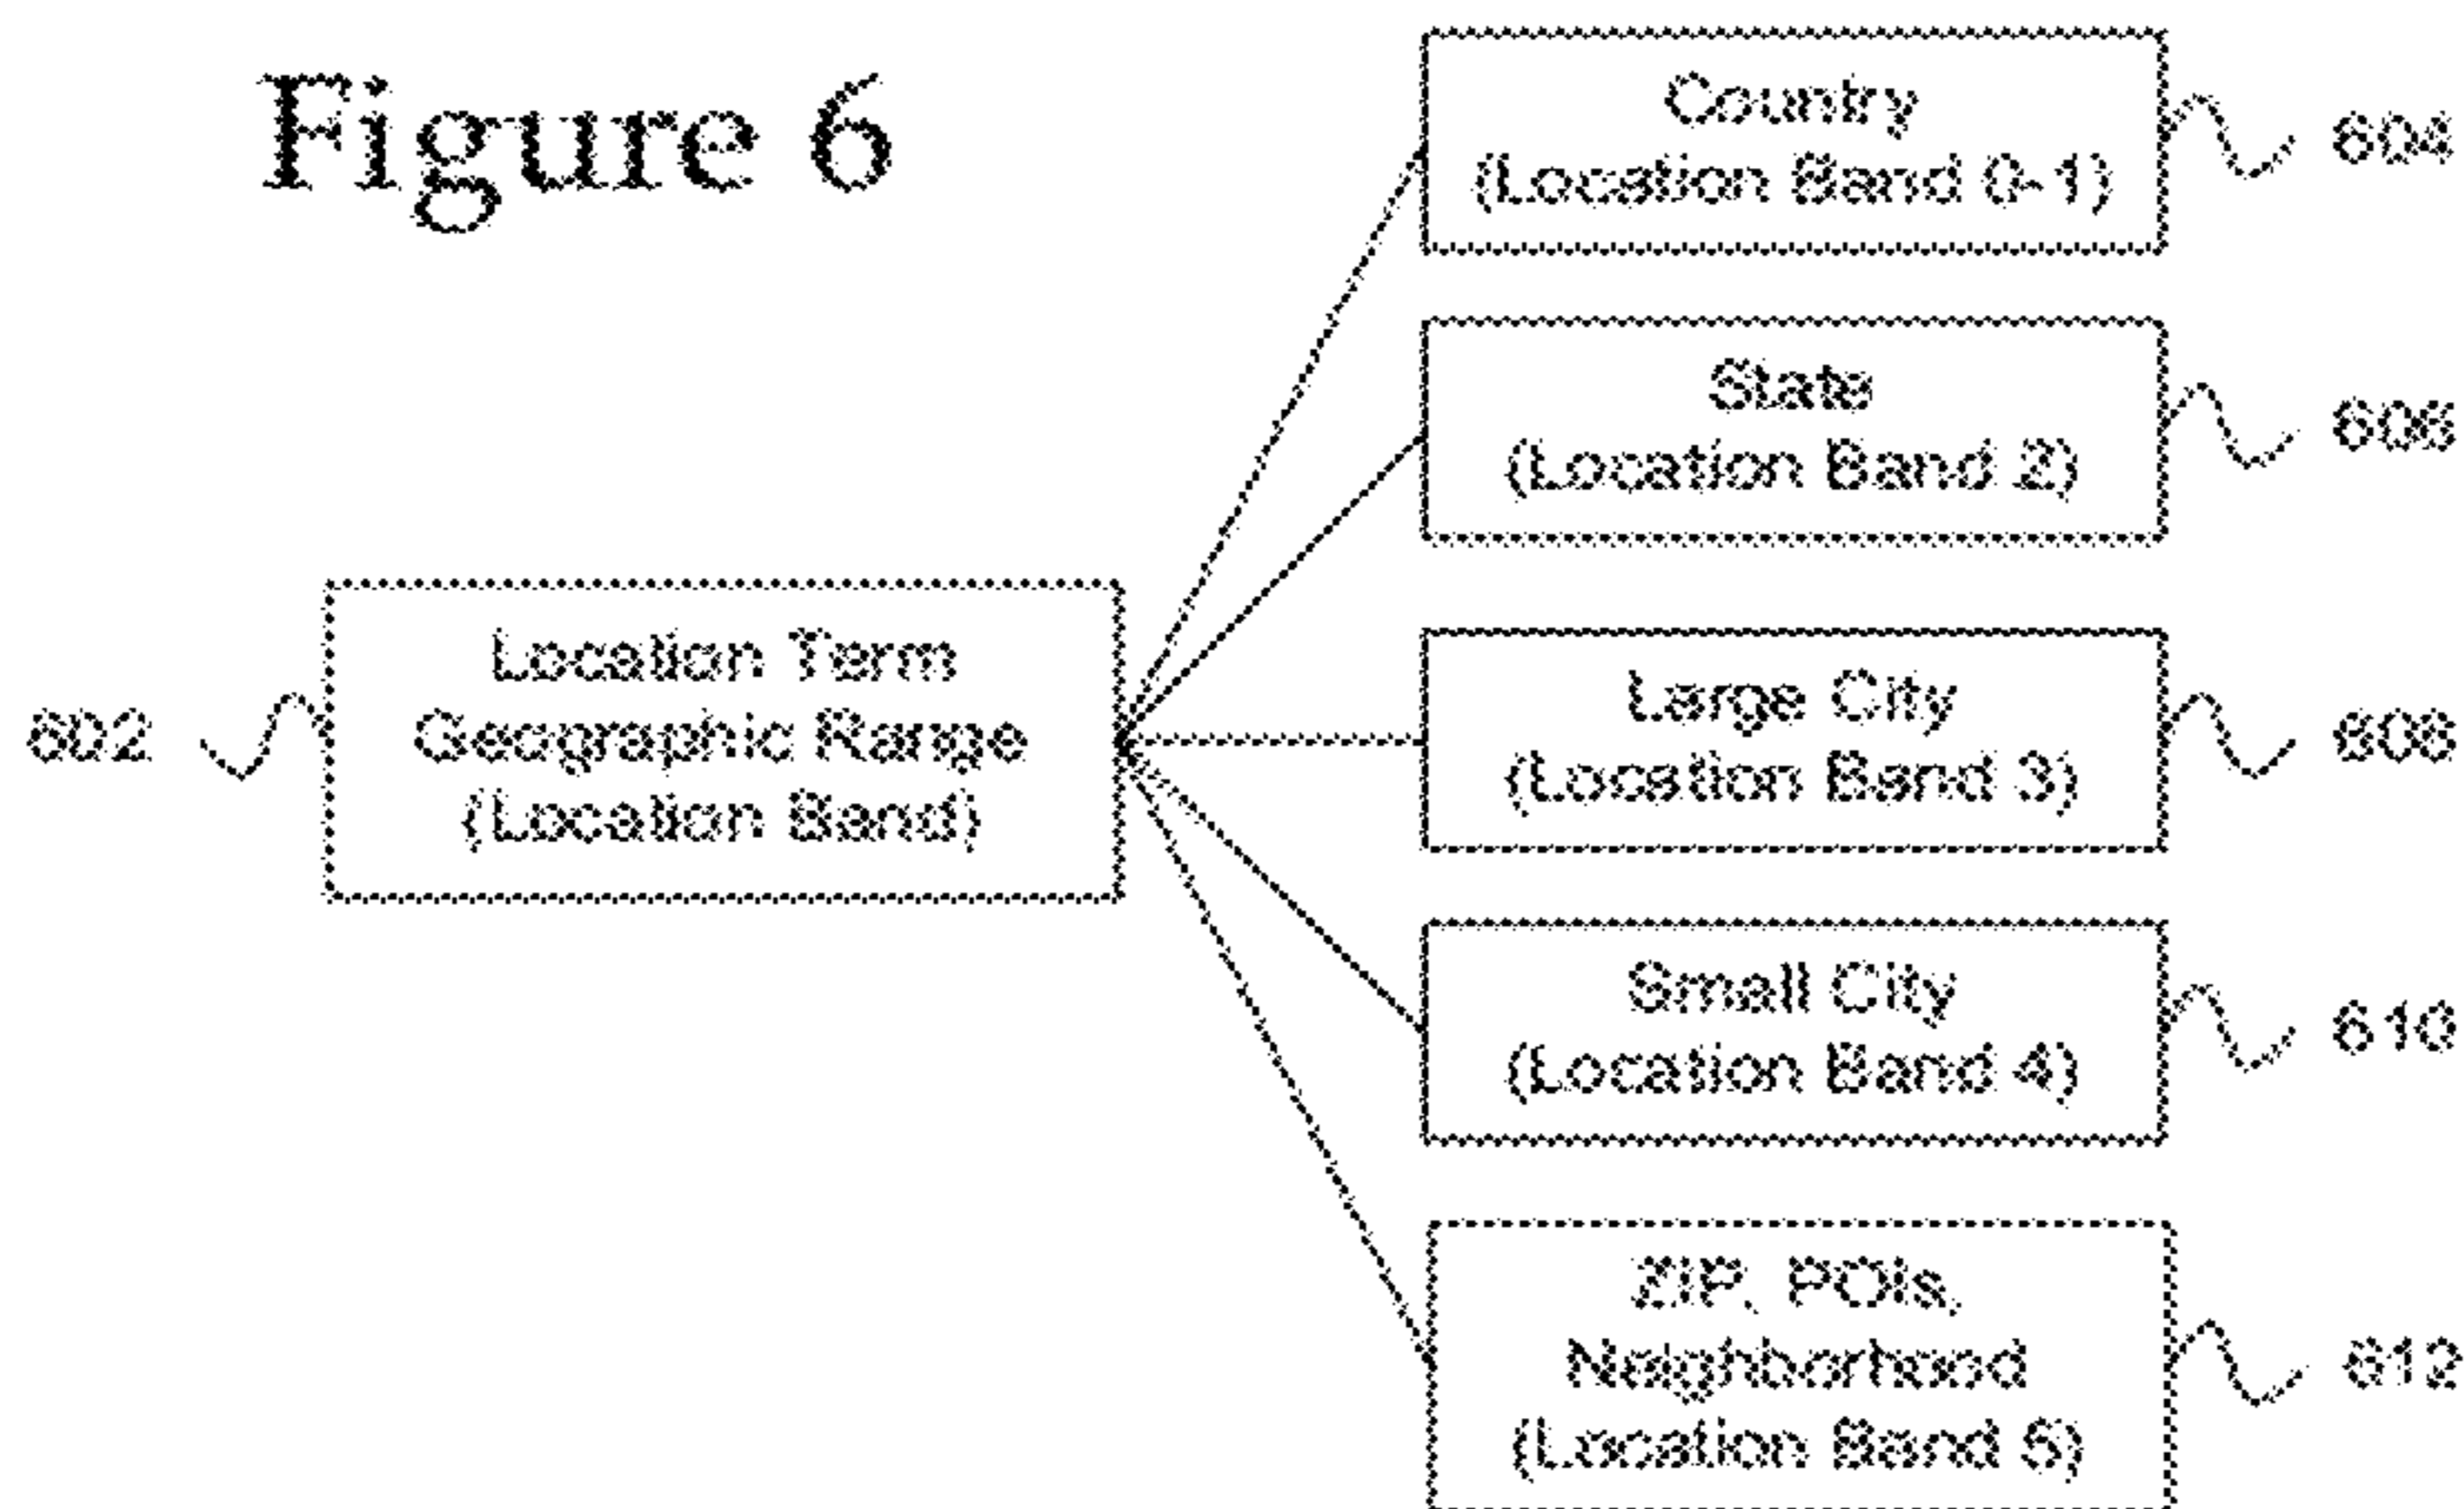 Figure 6
Country
(Location Band 0-1)
604
State
(Location Band 2)
606
Location Term
Geographic Range
(Location Band)
602
Large City
(Location Band 3)
608
Small City
(Location Band 4)
610
ZIP, POIs,
Neighborhood
(Location Band 5)
612